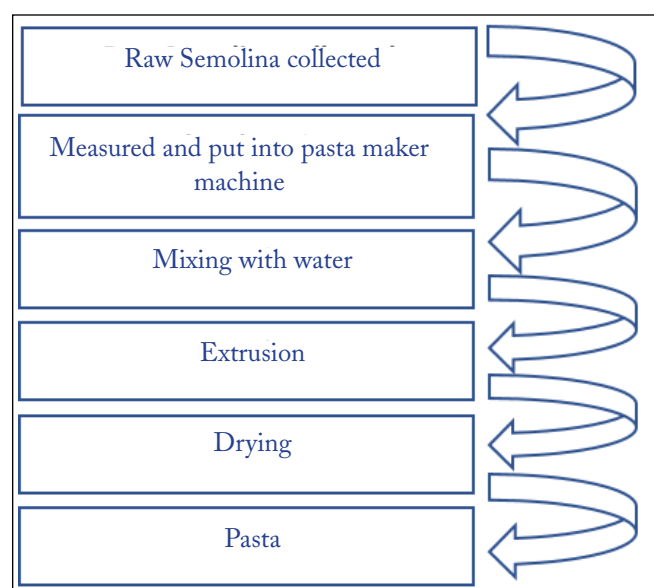 Raw Semolina collected
Measured and put into pasta maker
machine
Mixing with water
Extrusion
Drying
Pasta